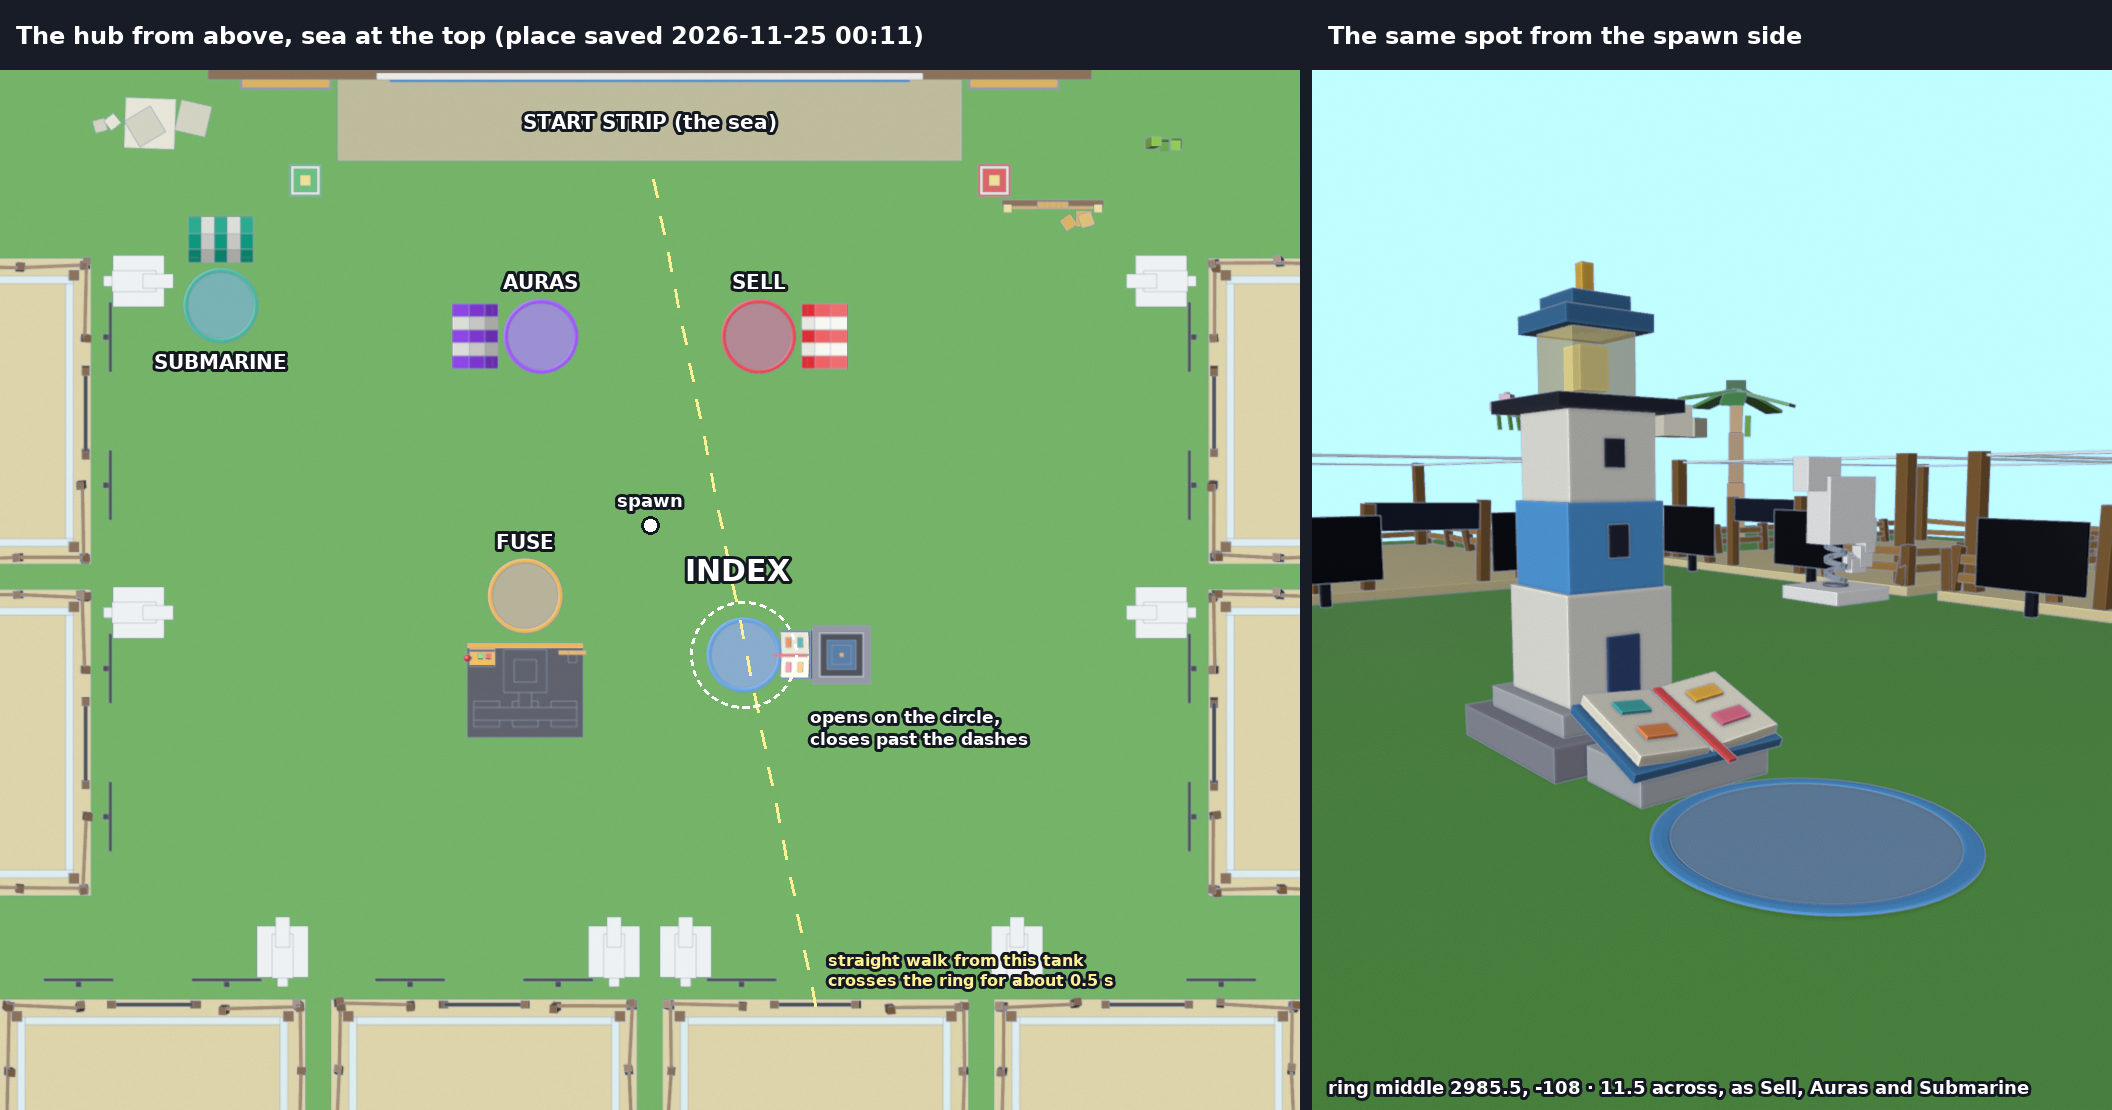 The hub from above, sea at the top (place saved 2026-11-25 00:11)
START STRIP (the sea)
AURAS
SELL
SUBMARINE
spawn
FUSE
INDEX
opens on the circle,
closes past the dashes
straight walk from this tank
crosses the ring for about 0.5 s
The same spot from the spawn side
ring middle 2985.5, -108 · 11.5 across, as Sell, Auras and Submarine